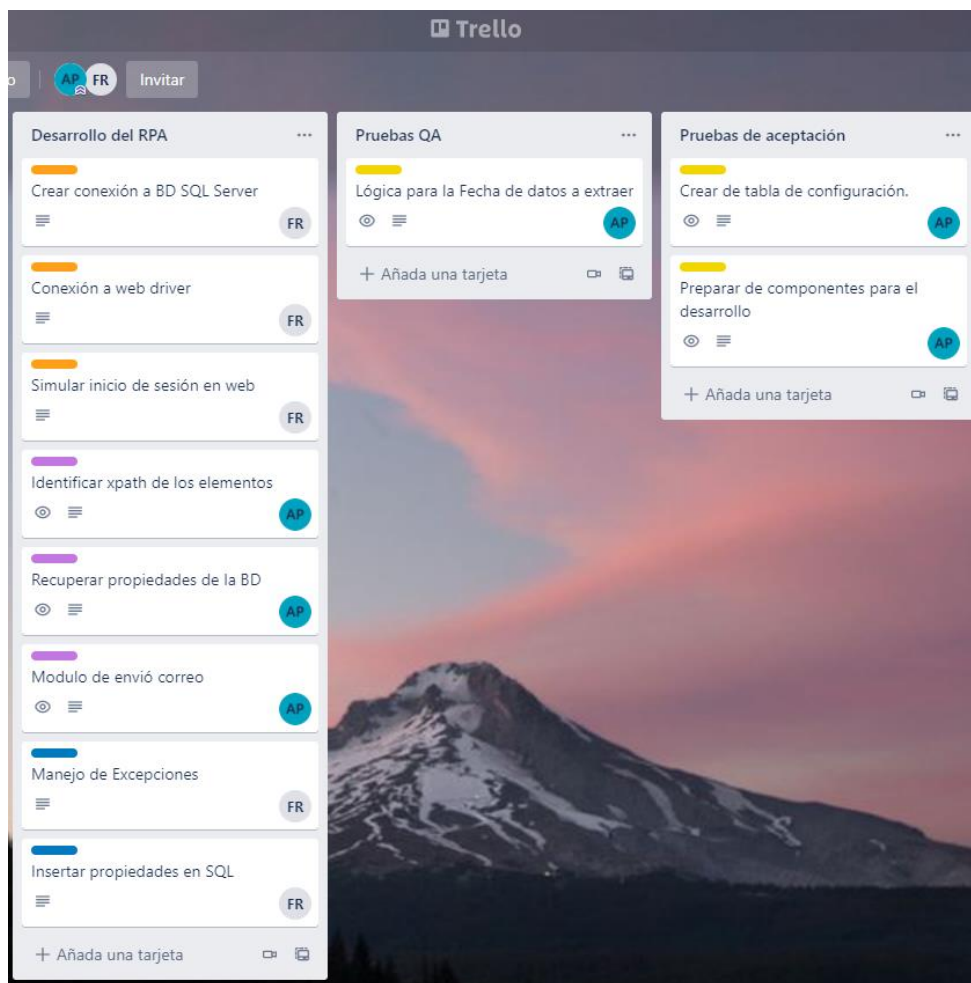 Trello
o
AP FR Invitar
Desarrollo del RPA
Crear conexión a BD SQL Server
FR
Conexión a web driver
FR
Simular inicio de sesión en web
FR
Identificar xpath de los elementos
AP
Recuperar propiedades de la BD
AP
Modulo de envió correo
AP
Manejo de Excepciones
FR
Insertar propiedades en SQL
FR
+ Añada una tarjeta
Pruebas QA
Lógica para la Fecha de datos a extraer
AP
+ Añada una tarjeta
Pruebas de aceptación
Crear de tabla de configuración.
AP
Preparar de componentes para el
desarrollo
AP
+ Añada una tarjeta